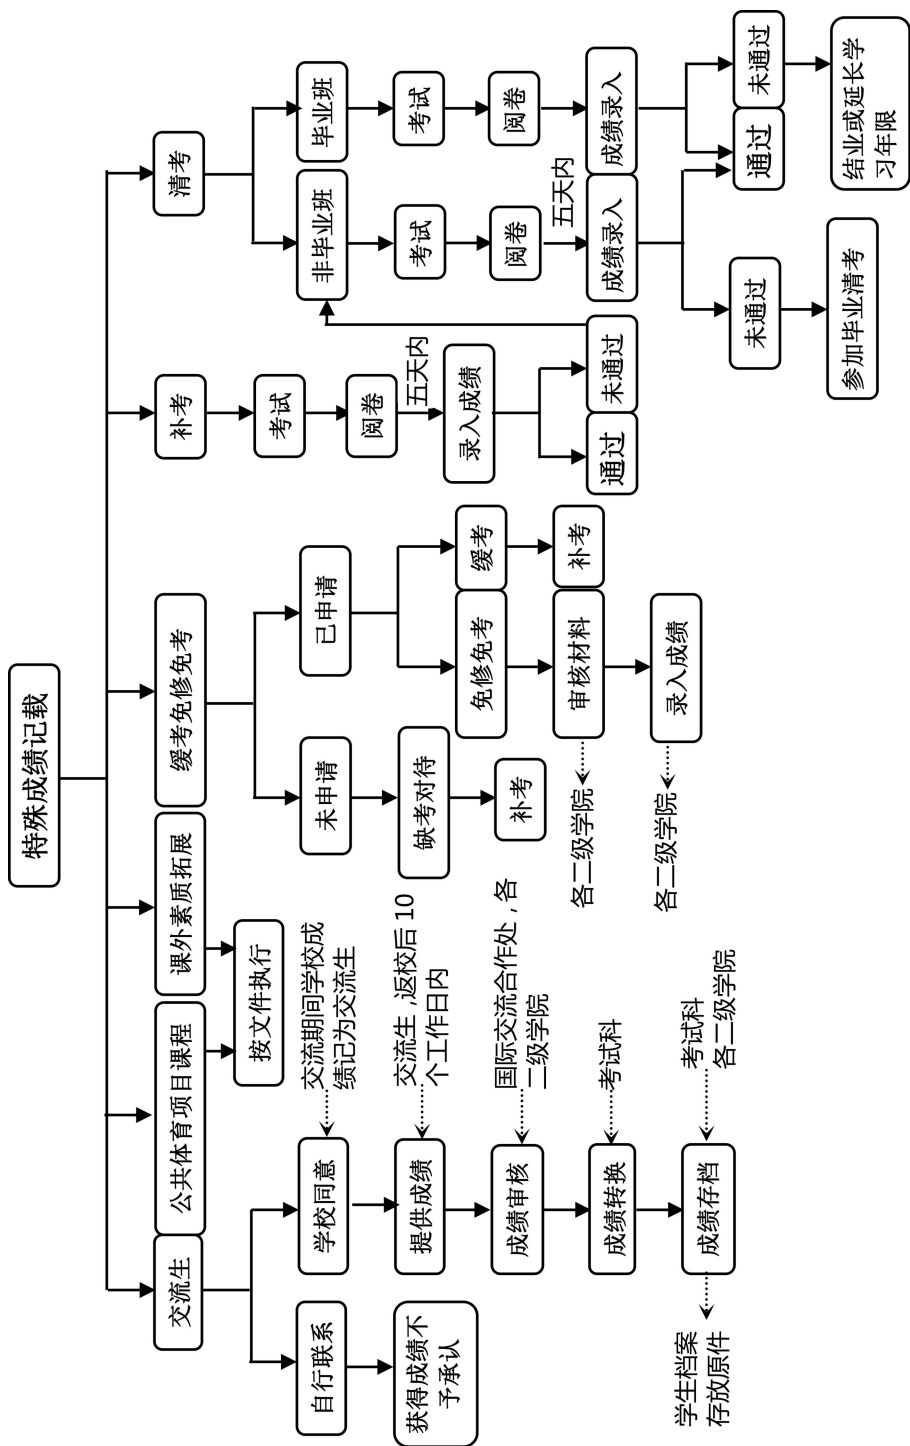 特殊成绩记载
交流生
公共体育项目课程
课外素质拓展
缓考免修免考
补考
清考
自行联系
获得成绩不
予承认
学校同意
交流期间学校成
绩记为交流生
提供成绩
交流生,返校后10
个工作日内
成绩审核
国际交流合作处,各
二级学院
成绩转换
考试科
成绩存档
考试科
各二级学院
学生档案
存放原件
按文件执行
未申请
缺考对待
补考
已申请
免修免考
审核材料
各二级学院
录入成绩
各二级学院
缓考
补考
考试
阅卷
五天内
录入成绩
通过
未通过
非毕业班
考试
阅卷
五天内
成绩录入
未通过
参加毕业清考
毕业班
考试
阅卷
成绩录入
通过
未通过
结业或延长学
习年限